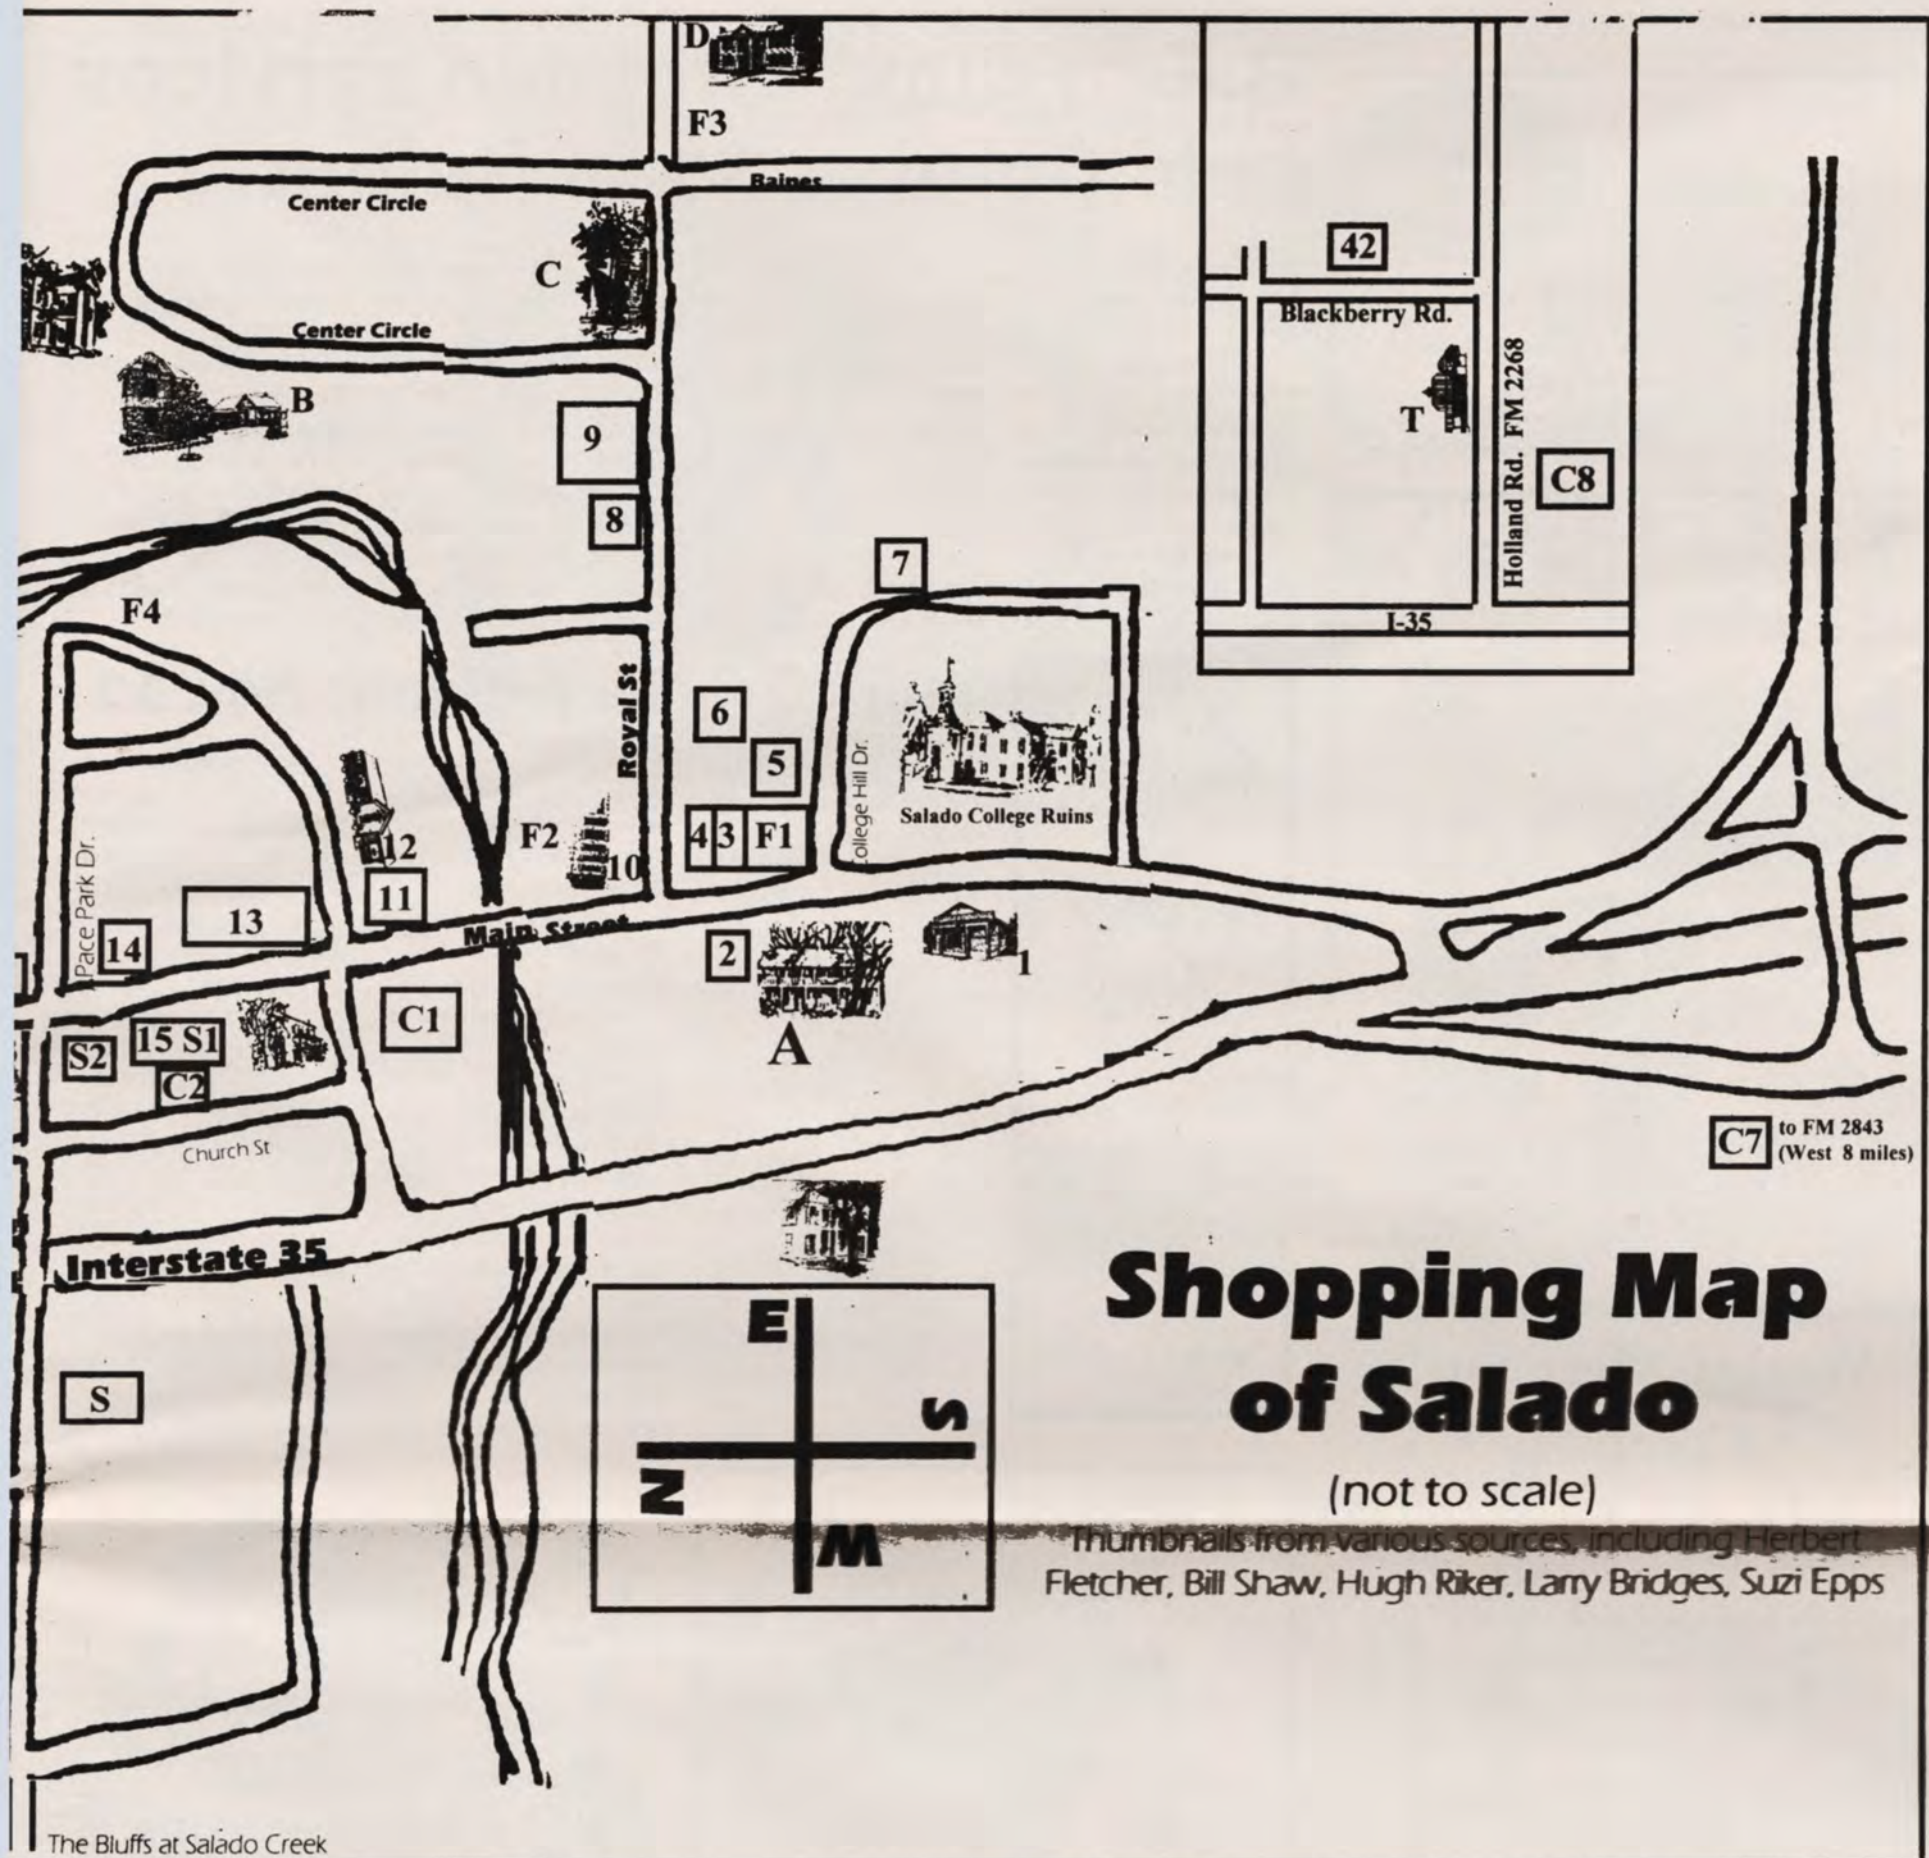 D
F3
Baines
Center Circle
C
42
Blackberry Rd.
Center Circle
Holland Rd. FM 2268
T
B
9
C8
8
7
F4
I-35
Royal St
6
5
College Hill Dr.
Salado College Ruins
4 3 F1
F2
10
12
11
Pace Park Dr.
13
14
Main Street
2
1
A
C1
15 S1
S2
C2
Church St
C7
to FM 2843
(West 8 miles)
Interstate 35
Shopping Map
of Salado
(not to scale)
Thumbnails from various sources, including Herbert
Fletcher, Bill Shaw, Hugh Riker, Larry Bridges, Suzi Epps
E
S
N
W
S
The Bluffs at Salado Creek